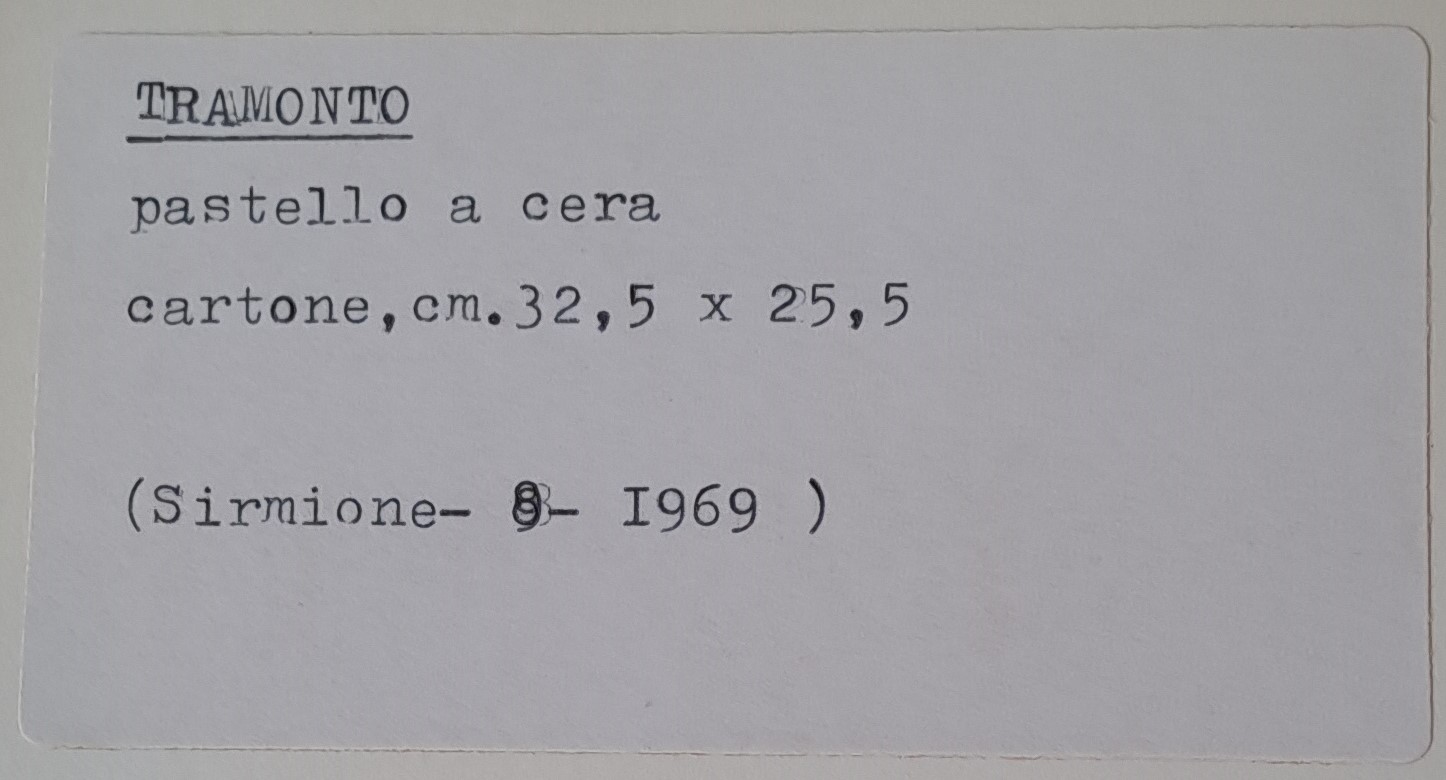 TRAMONTO
pastello a cera
cartone,cm.32,5 x 25,5
(Sirmione- - I969 )